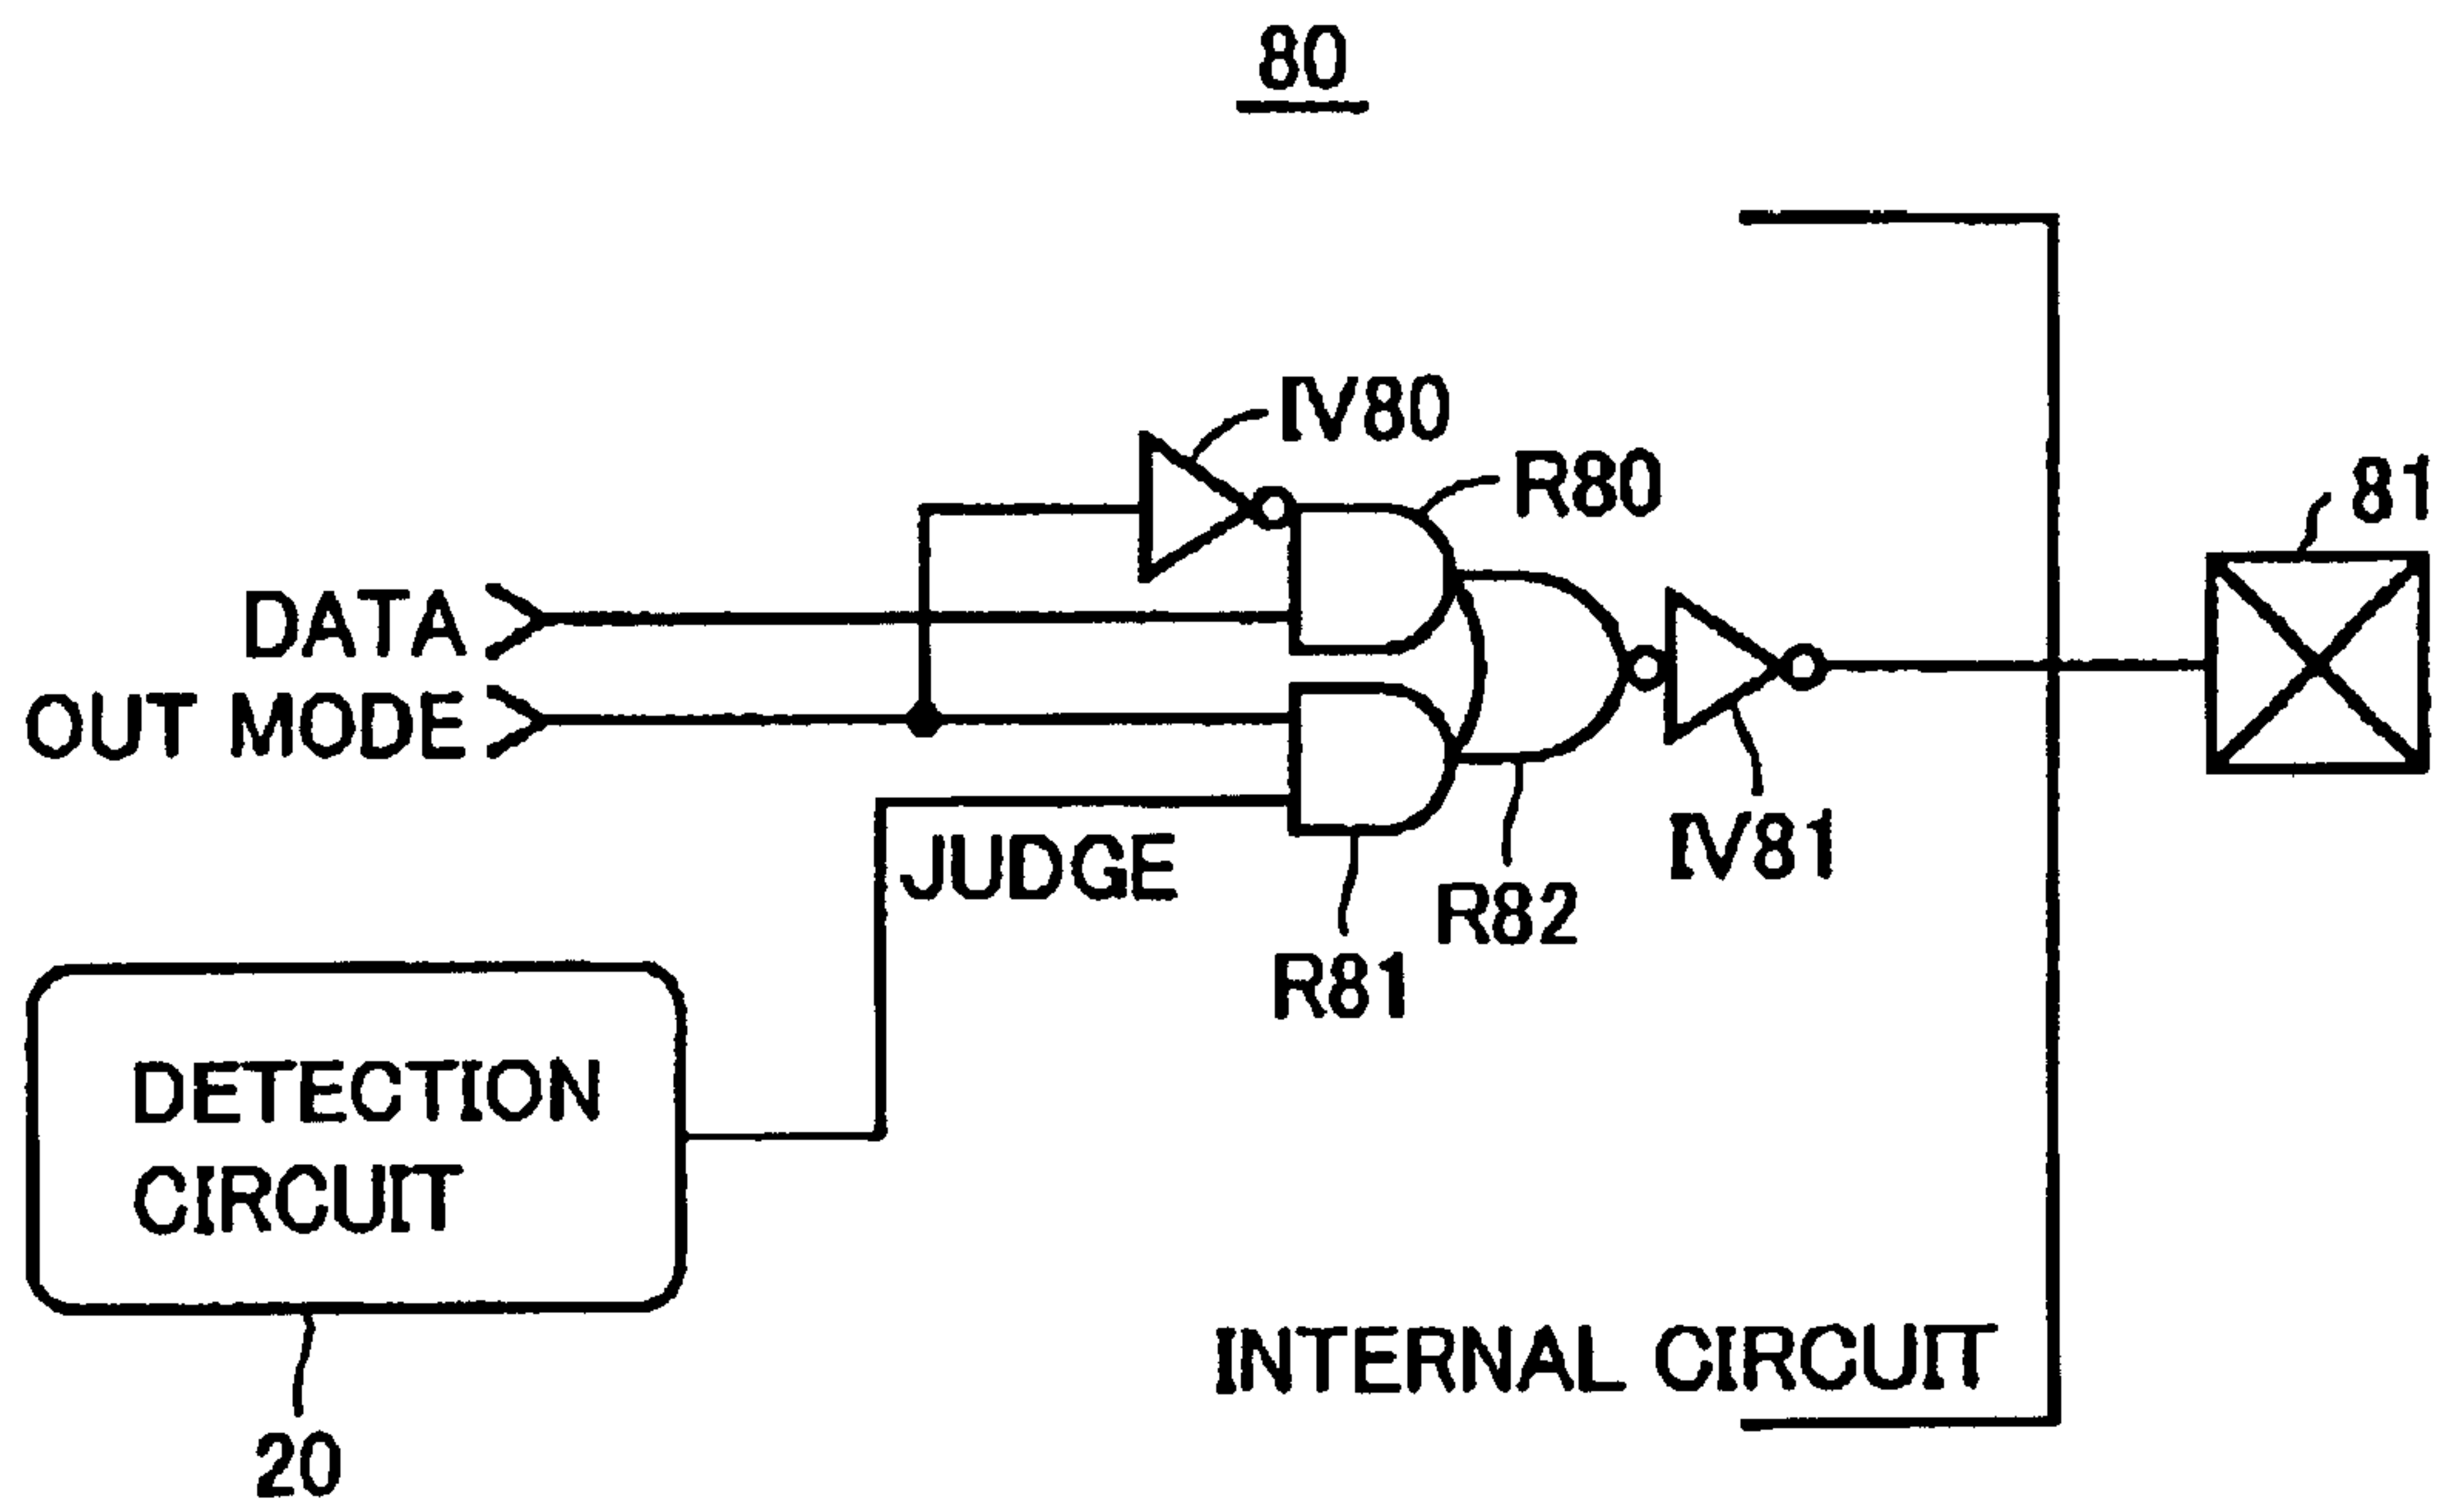 80
IV80
R80
81
DATA
OUT MODE
JUDGE
IV81
R82
R81
DETECTION
CIRCUIT
INTERNAL CIRCUIT
20